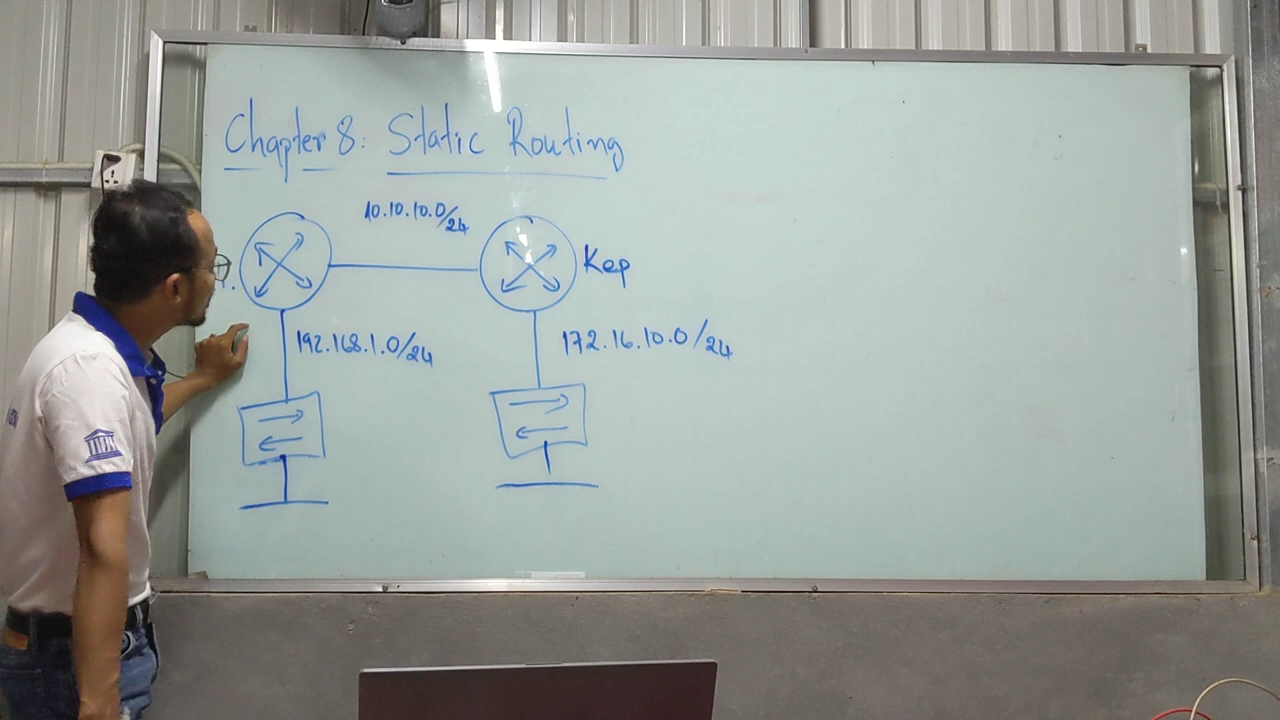 Chapter 8: Static Routing
10.10.10.0/24
Kep
192.168.1.0/24
172.16.10.0/24